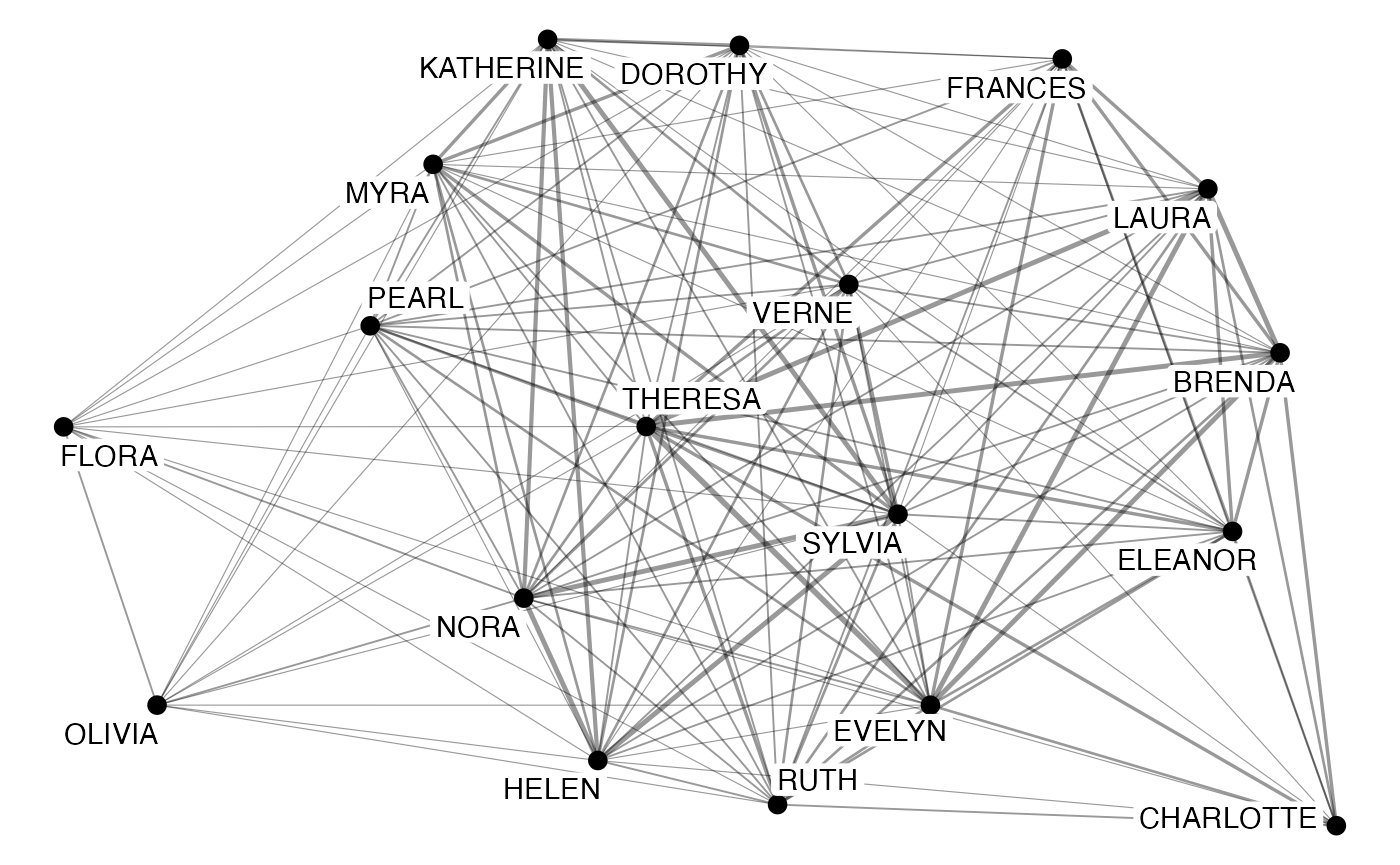 KATHERINE
DOROTHY
FRANCES
MYRA
LAURA
PEARL
VERNE
BRENDA
THERESA
FLORA
SYLVIA
ELEANOR
NORA
OLIVIA
EVELYN
HELEN
RUTH
CHARLOTTE